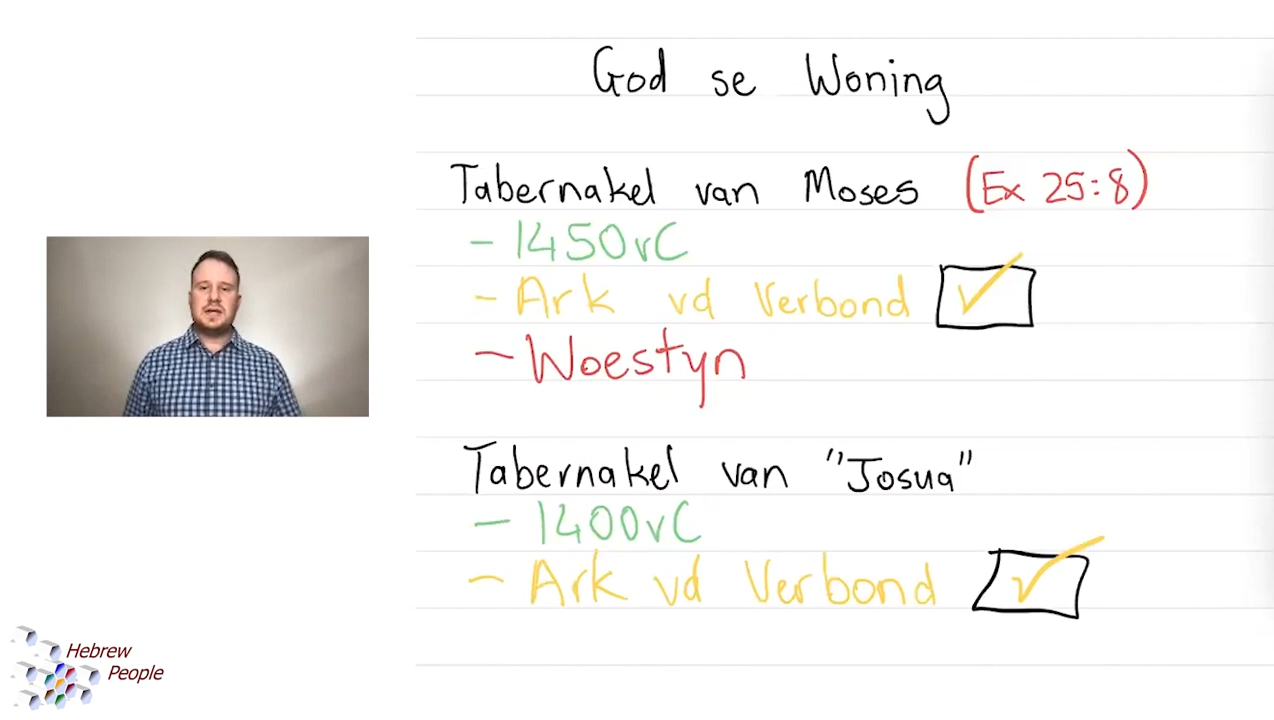 God se Woning
Tabernakel van Moses (Ex 25:8)
- 1450vC
- Ark vd Verbond
- Woestyn
Tabernakel van "Josua"
- 1400vC
- Ark vd Verbond
Hebrew
People